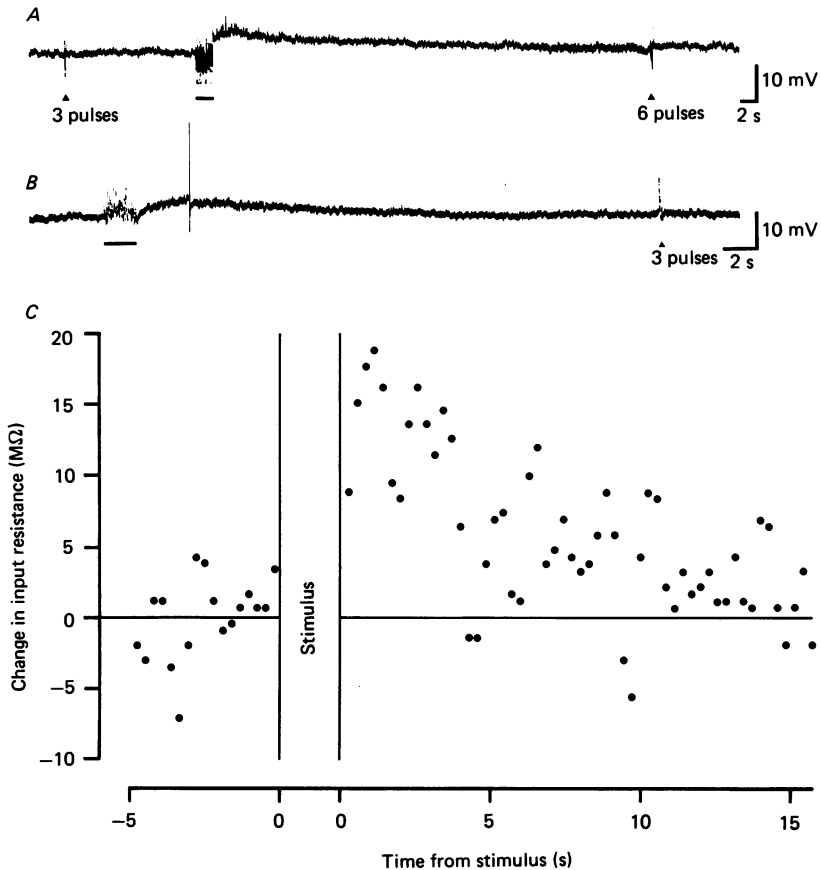 A
10 mV
3 pulses
6 pulses
2 s
B
10 mV
3 pulses
2 s
C
Change in input resistance (MΩ)
20
15
10
5
0
−5
−10
Stimulus
−5
0
0
5
10
15
Time from stimulus (s)